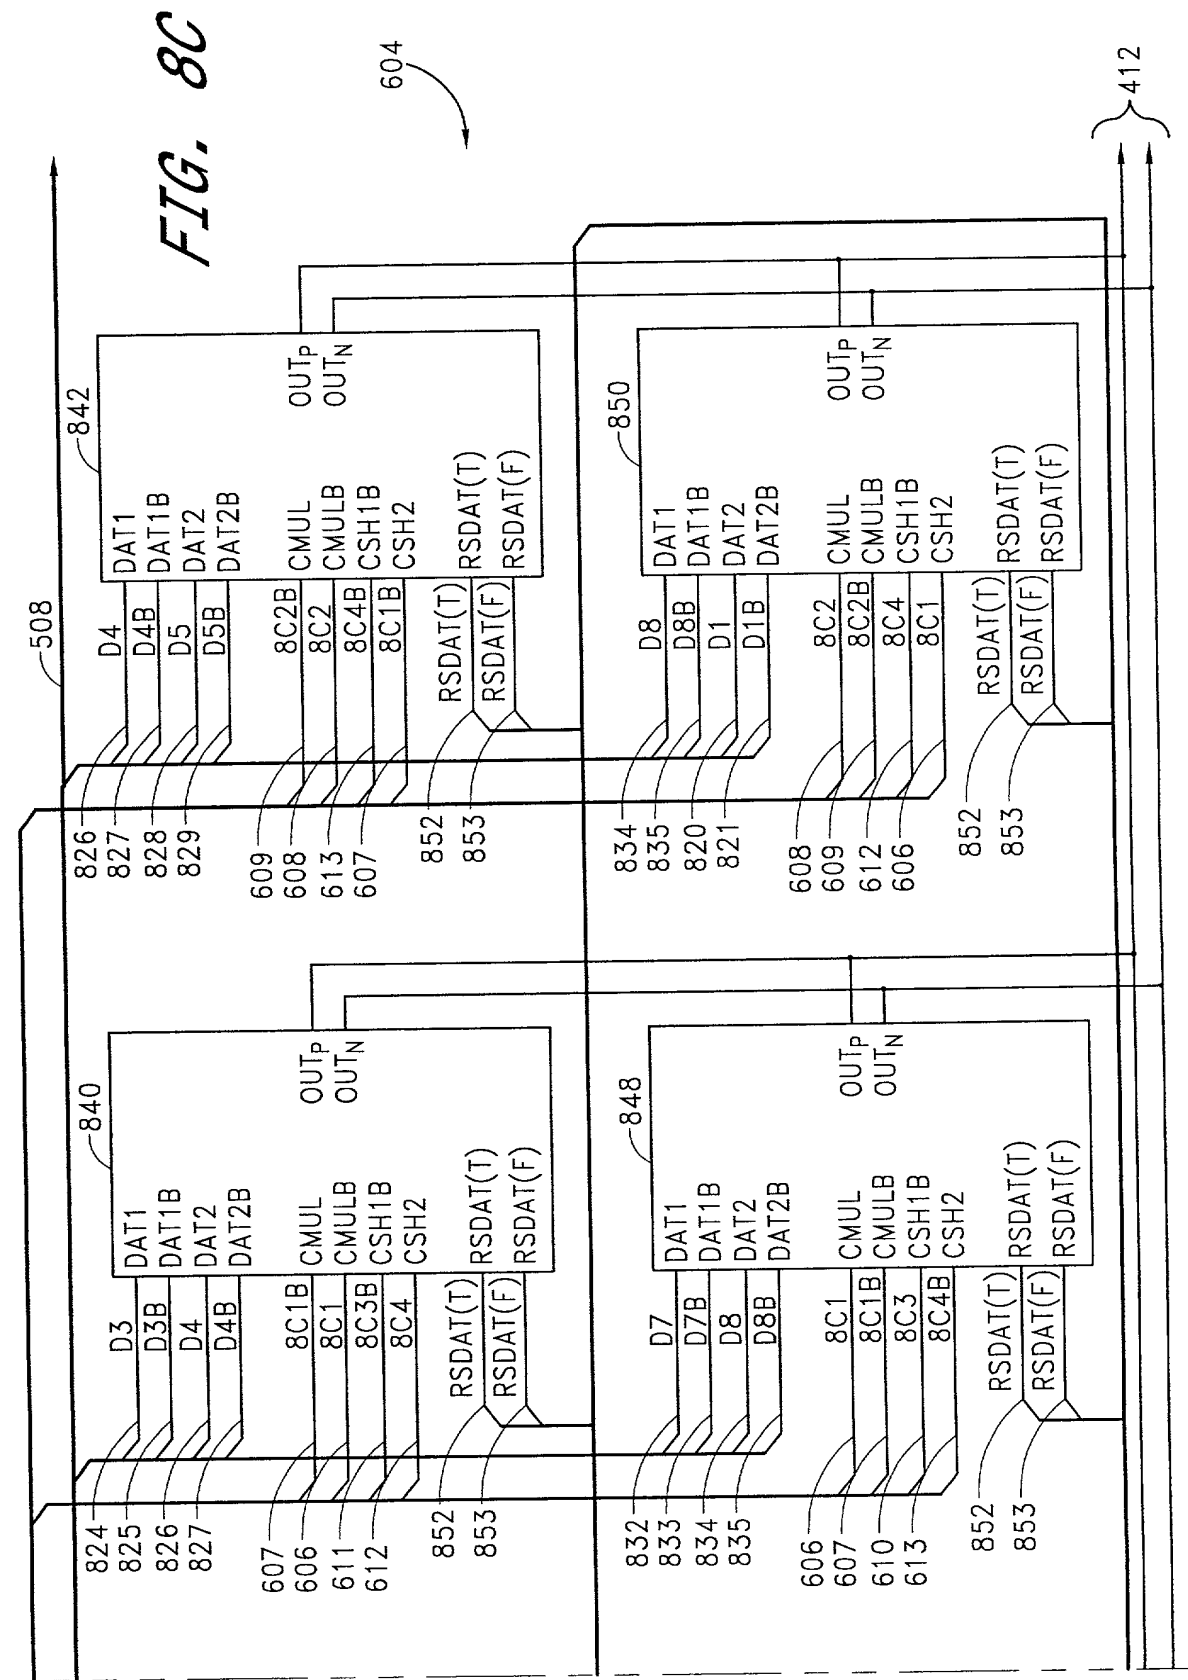 FIG. 8C
604
508
412
840
DAT1
DAT1B
DAT2
DAT2B
CMUL
CMULB
CSH1B
CSH2
RSDAT(T)
RSDAT(F)
OUTP
OUTN
D3
D3B
D4
D4B
8C1B
8C1
8C3B
8C4
RSDAT(T)
RSDAT(F)
824
825
826
827
607
606
611
612
852
853
842
DAT1
DAT1B
DAT2
DAT2B
CMUL
CMULB
CSH1B
CSH2
RSDAT(T)
RSDAT(F)
OUTP
OUTN
D4
D4B
D5
D5B
8C2B
8C2
8C4B
8C1B
RSDAT(T)
RSDAT(F)
826
827
828
829
609
608
613
607
852
853
848
DAT1
DAT1B
DAT2
DAT2B
CMUL
CMULB
CSH1B
CSH2
RSDAT(T)
RSDAT(F)
OUTP
OUTN
D7
D7B
D8
D8B
8C1
8C1B
8C3
8C4B
RSDAT(T)
RSDAT(F)
832
833
834
835
606
607
610
613
852
853
850
DAT1
DAT1B
DAT2
DAT2B
CMUL
CMULB
CSH1B
CSH2
RSDAT(T)
RSDAT(F)
OUTP
OUTN
D8
D8B
D1
D1B
8C2
8C2B
8C4
8C1
RSDAT(T)
RSDAT(F)
834
835
820
821
608
609
612
606
852
853